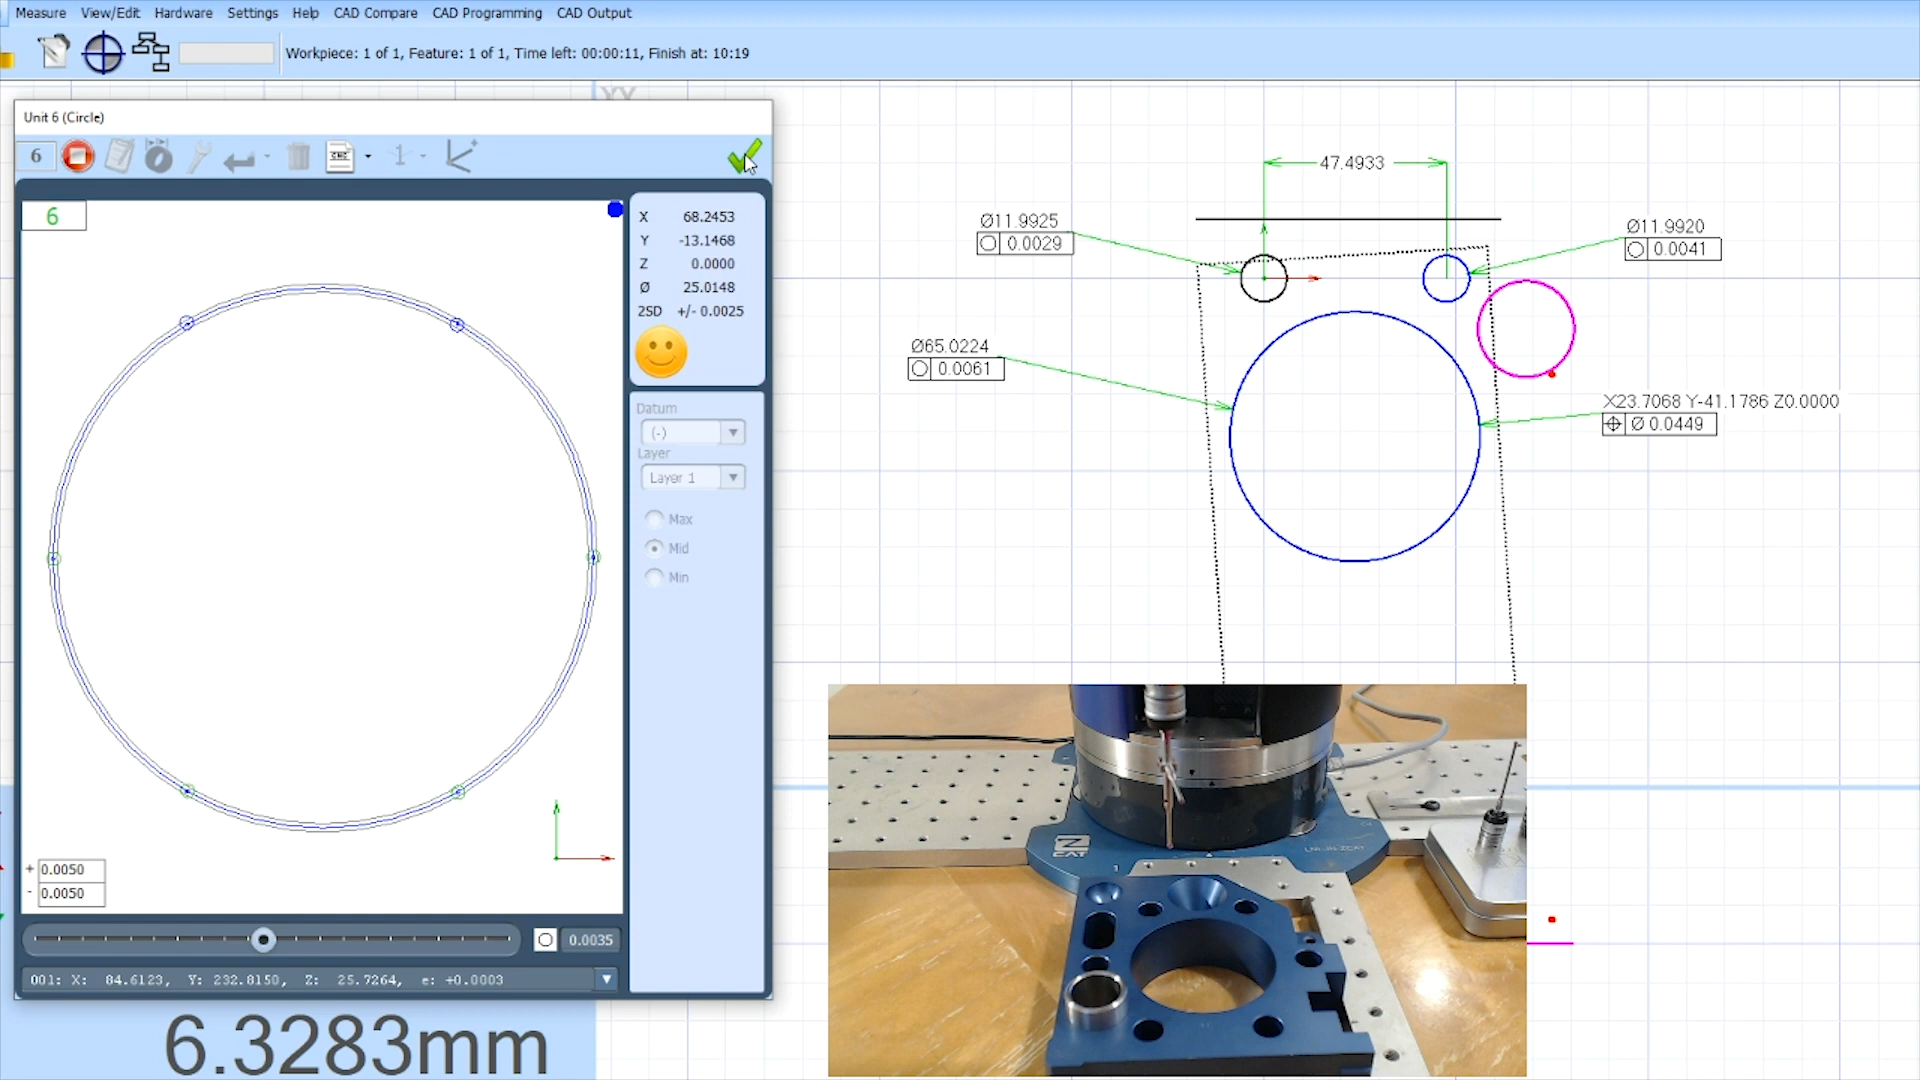 Measure View/Edit Hardware Settings Help CAD Compare CAD Programming CAD Output
Workpiece: 1 of 1, Feature: 1 of 1, Time left: 00:00:11, Finish at: 10:19
Unit 6 (Circle)
6
6
X 68.2453
Y -13.1468
Z 0.0000
Ø 25.0148
2SD +/- 0.0025
Datum
(-)
Layer
Layer 1
Max
Mid
Min
+ 0.0050
- 0.0050
0.0035
001: X: 84.6123, Y: 232.8150, Z: 25.7264, e: +0.0003
6.3283mm
47.4933
Ø11.9925
0.0029
Ø11.9920
0.0041
Ø65.0224
0.0061
X23.7068 Y-41.1786 Z0.0000
Ø 0.0449
Z
CAT